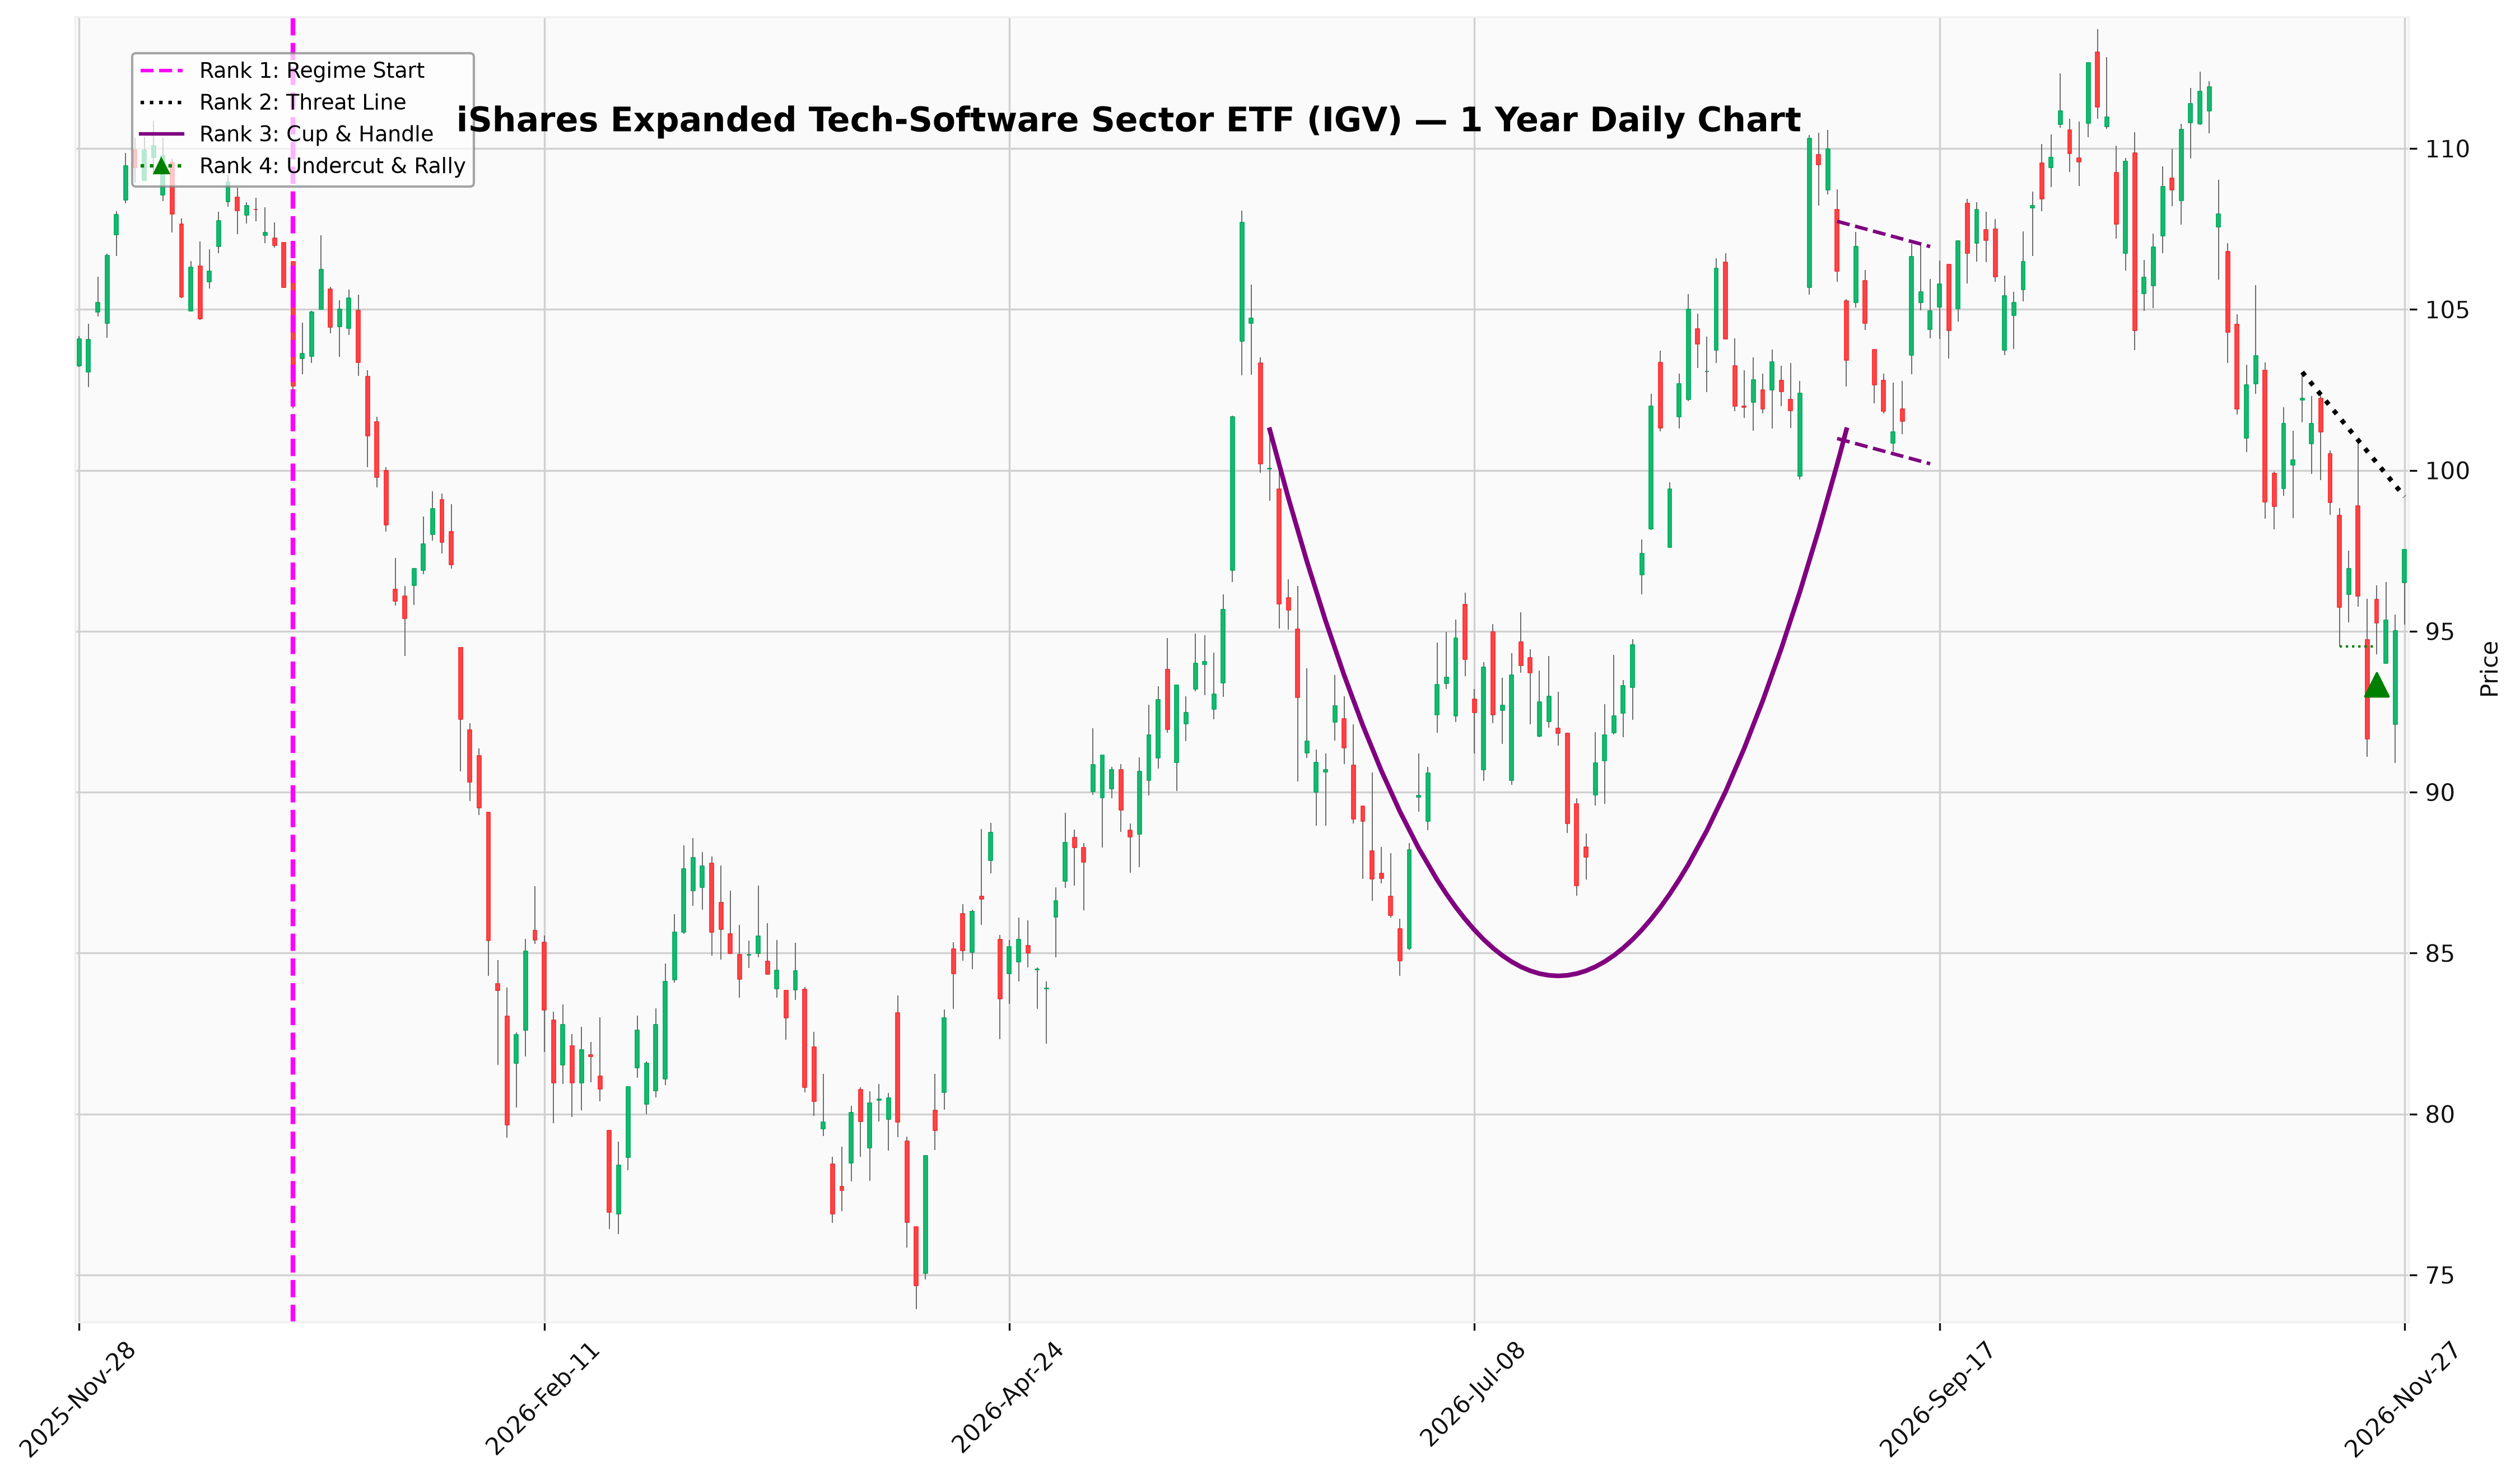 Rank 1: Regime Start
Rank 2: Threat Line
Rank 3: Cup & Handle
Rank 4: Undercut & Rally
iShares Expanded Tech-Software Sector ETF (IGV) — 1 Year Daily Chart
110
105
100
95
90
85
80
75
Price
2025-Nov-28
2026-Feb-11
2026-Apr-24
2026-Jul-08
2026-Sep-17
2026-Nov-27